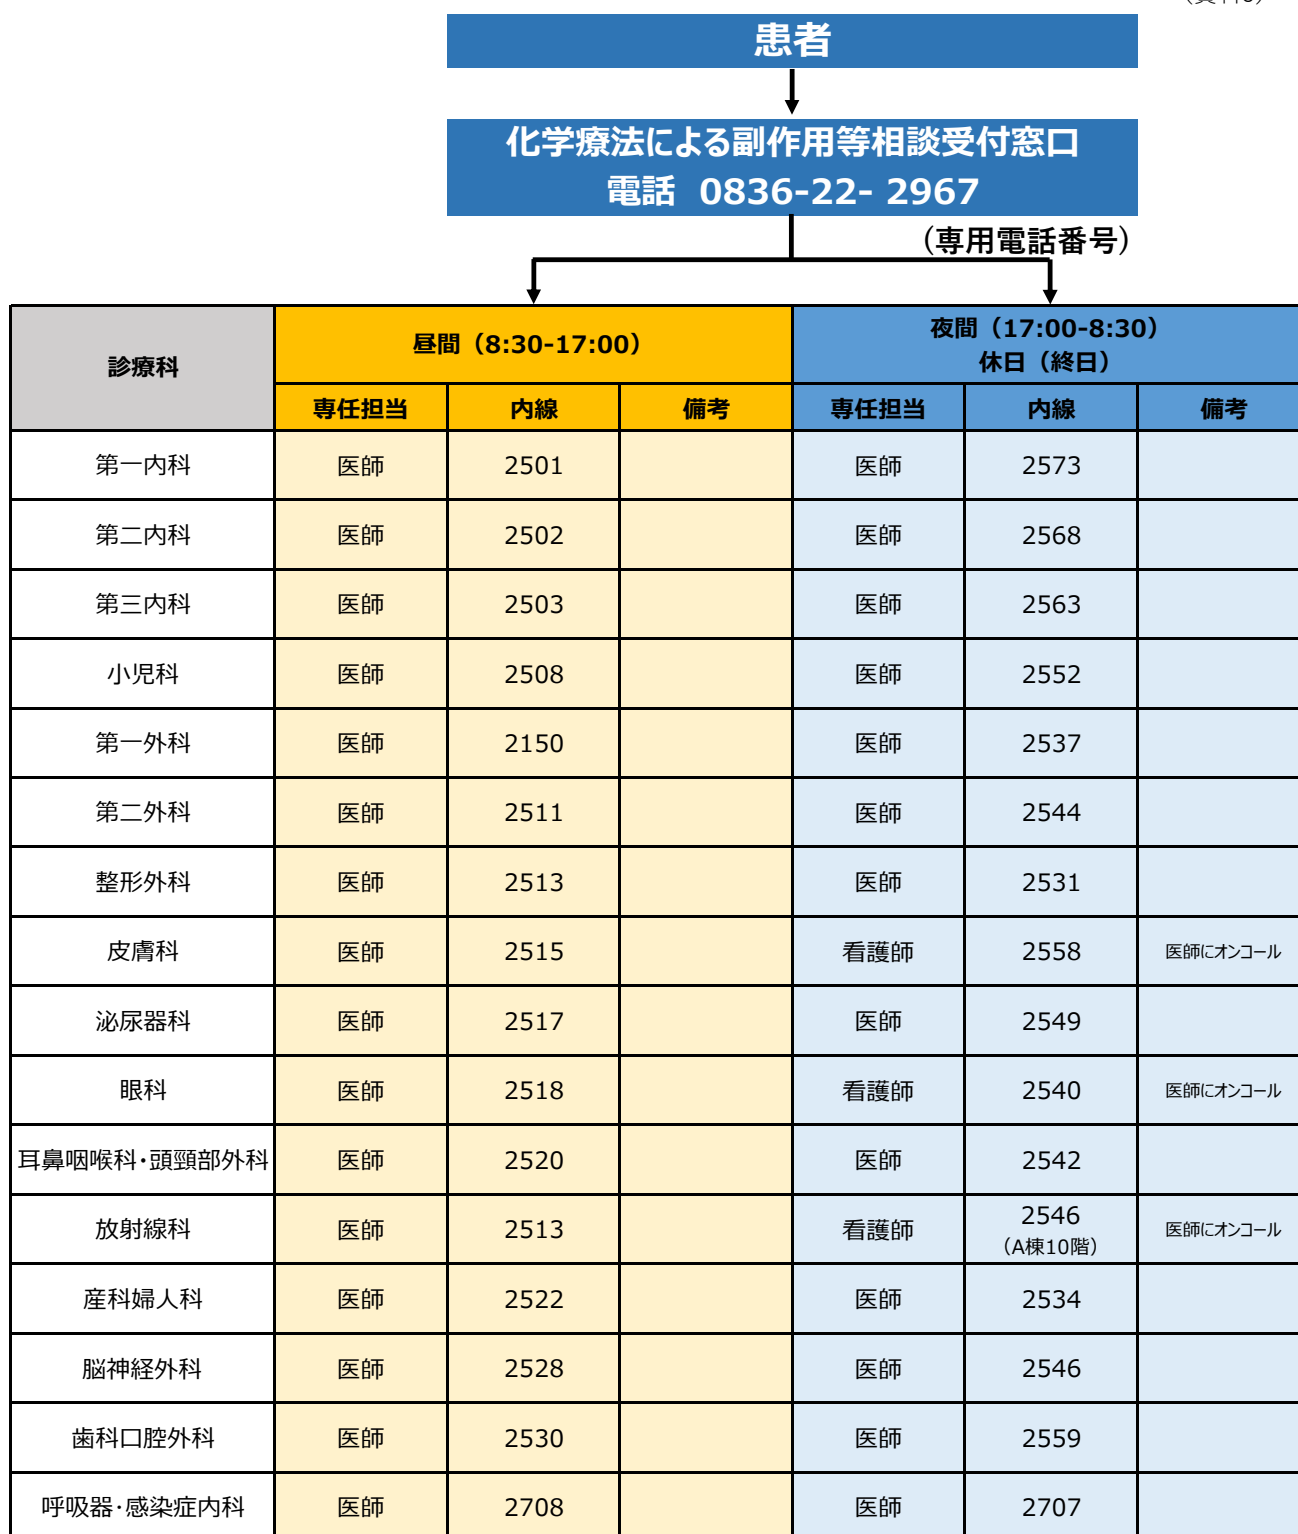 患者
化学療法による副作用等相談受付窓口
電話 0836-22- 2967
(専用電話番号)
診療科 昼間（8:30-17:00） 夜間（17:00-8:30）
休日（終日）
専任担当 内線 備考 専任担当 内線 備考
第一内科 医師 2501 医師 2573
第二内科 医師 2502 医師 2568
第三内科 医師 2503 医師 2563
小児科 医師 2508 医師 2552
第一外科 医師 2150 医師 2537
第二外科 医師 2511 医師 2544
整形外科 医師 2513 医師 2531
皮膚科 医師 2515 看護師 2558 医師にオンコール
泌尿器科 医師 2517 医師 2549
眼科 医師 2518 看護師 2540 医師にオンコール
耳鼻咽喉科・頭頸部外科 医師 2520 医師 2542
放射線科 医師 2513 看護師 2546 医師にオンコール
（A棟10階）
産科婦人科 医師 2522 医師 2534
脳神経外科 医師 2528 医師 2546
歯科口腔外科 医師 2530 医師 2559
呼吸器・感染症内科 医師 2708 医師 2707